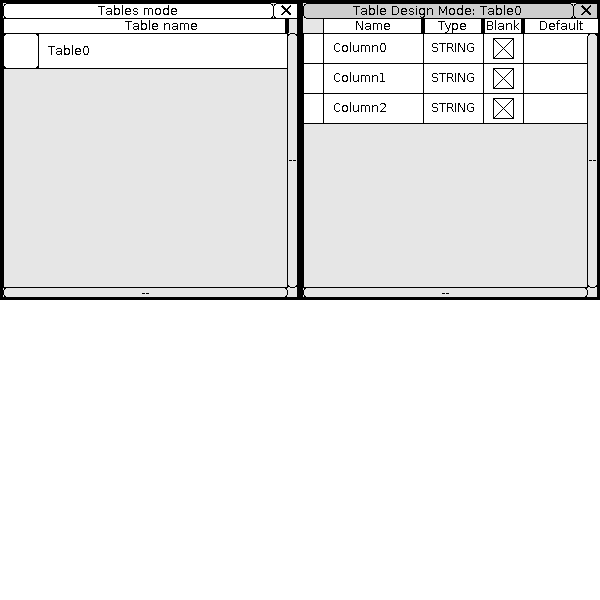 Tables mode
Table name
Table0
--
--
Table Design Mode: Table0
Name Type Blank Default
Column0 STRING
Column1 STRING
Column2 STRING
--
--